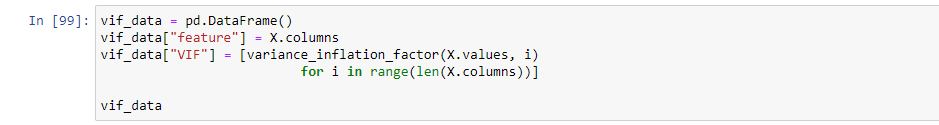 In [99]: vif_data = pd.DataFrame()
vif_data["feature"] = X.columns
vif_data["VIF"] = [variance_inflation_factor(X.values, i)
                          for i in range(len(X.columns))]
vif_data